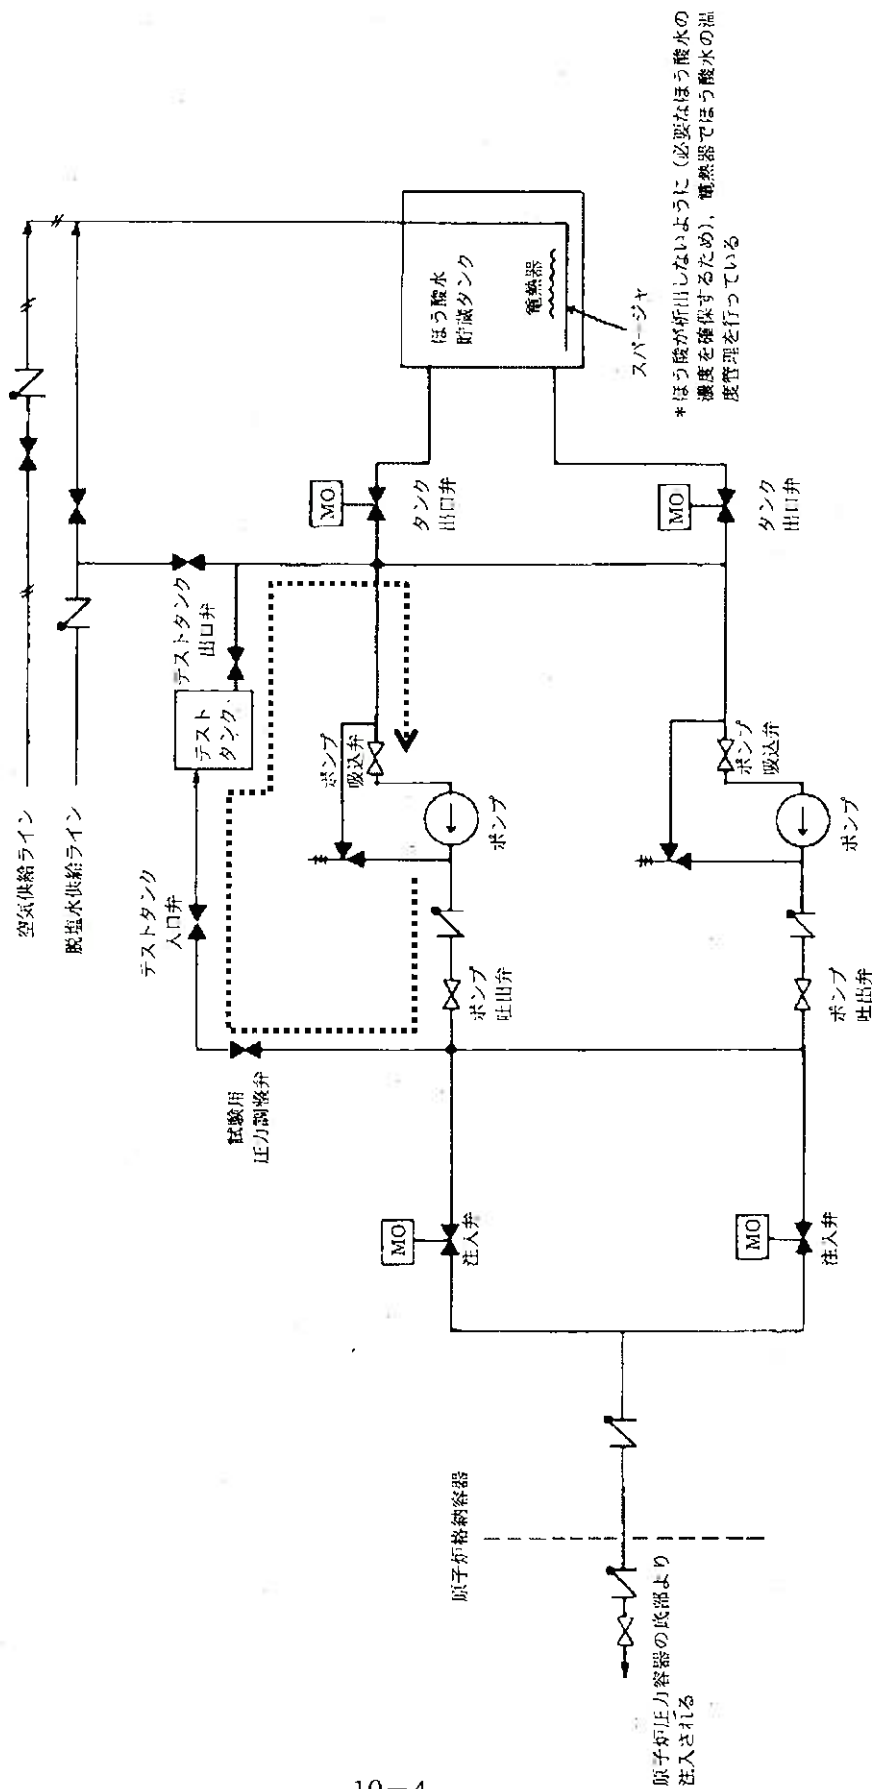 空気供給ライン
脱塩水供給ライン
テストタンク
入口弁
テスト
タンク
テストタンク
出口弁
試験用
圧力調整弁
ほう酸水
貯蔵タンク
電熱器
スパージャ
＊ほう酸が析出しないように（必要なほう酸水の
濃度を確保するため），電熱器でほう酸水の温
度管理を行っている
MO
タンク
出口弁
MO
タンク
出口弁
ポンプ
吸込弁
ポンプ
ポンプ
吐出弁
ポンプ
吸込弁
ポンプ
ポンプ
吐出弁
MO
注入弁
MO
注入弁
原子炉格納容器
原子炉圧力容器の底部より
注入される
10－4